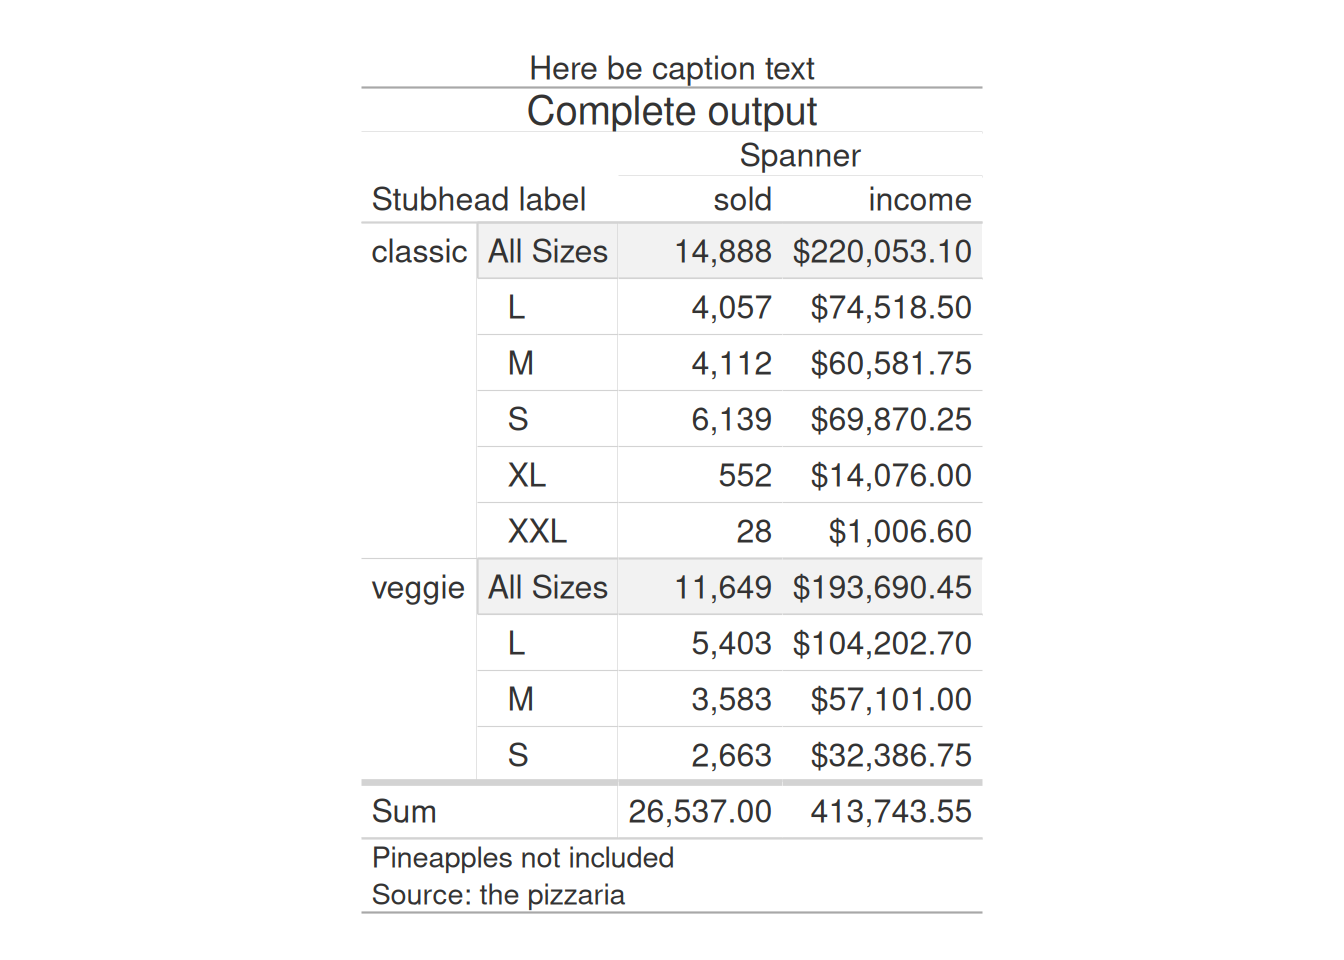 Here be caption text
Complete output
Spanner
Stubhead label sold income
classic All Sizes 14,888 $220,053.10
L 4,057 $74,518.50
M 4,112 $60,581.75
S 6,139 $69,870.25
XL 552 $14,076.00
XXL 28 $1,006.60
veggie All Sizes 11,649 $193,690.45
L 5,403 $104,202.70
M 3,583 $57,101.00
S 2,663 $32,386.75
Sum 26,537.00 413,743.55
Pineapples not included
Source: the pizzaria